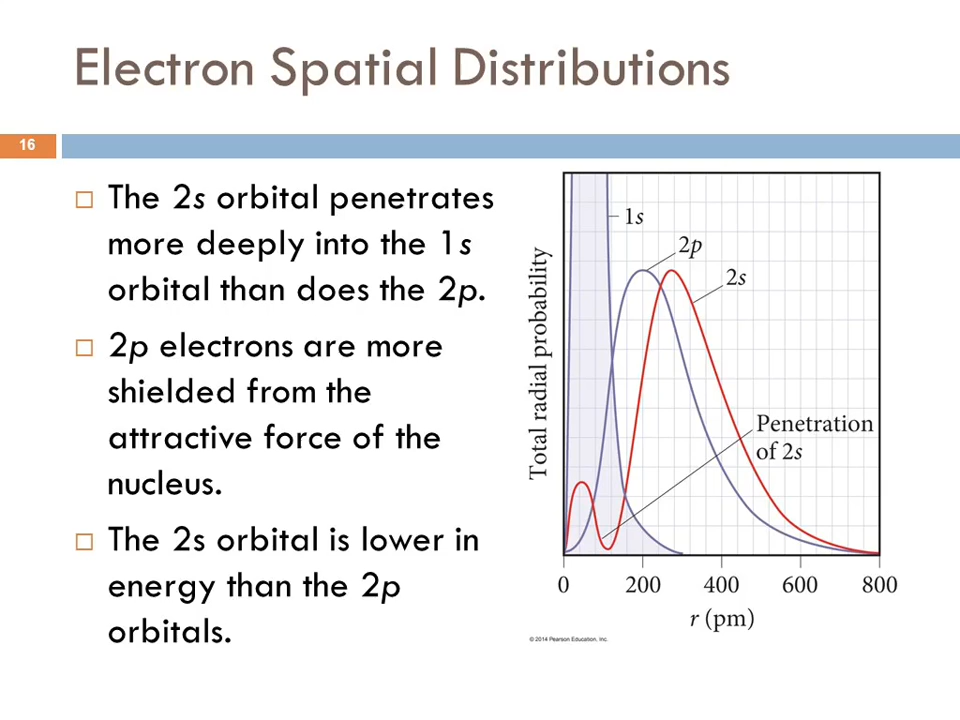 Electron Spatial Distributions
16
The 2s orbital penetrates
more deeply into the 1s
orbital than does the 2p.
2p electrons are more
shielded from the
attractive force of the
nucleus.
The 2s orbital is lower in
energy than the 2p
orbitals.
Total radial probability
1s
2p
2s
Penetration
of 2s
0 200 400 600 800
r (pm)
© 2014 Pearson Education, Inc.